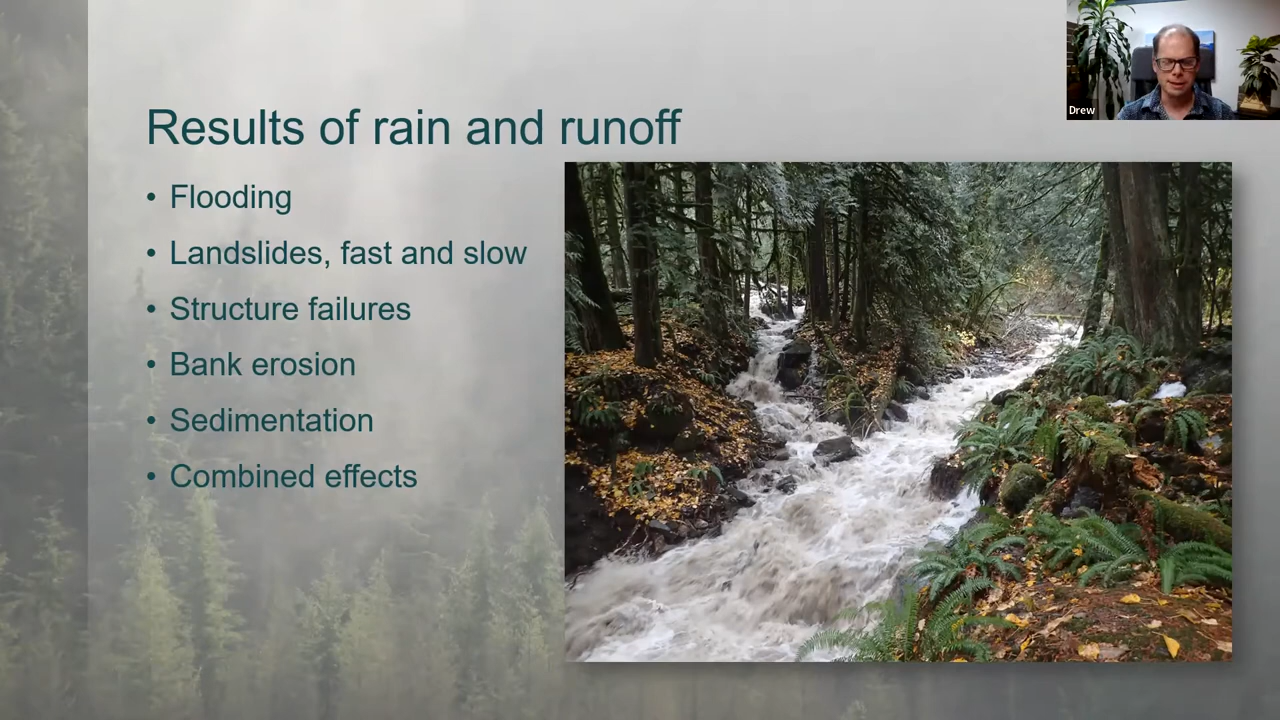 Drew
Results of rain and runoff
• Flooding
• Landslides, fast and slow
• Structure failures
• Bank erosion
• Sedimentation
• Combined effects